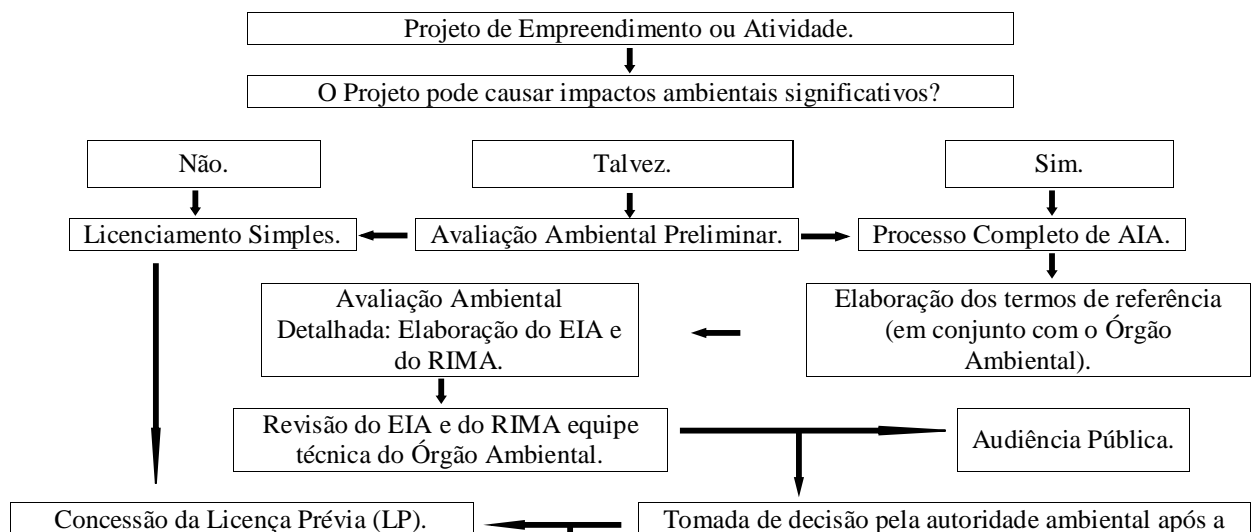 Projeto de Empreendimento ou Atividade.
O Projeto pode causar impactos ambientais significativos?
Não.
Talvez.
Sim.
Licenciamento Simples.
Avaliação Ambiental Preliminar.
Processo Completo de AIA.
Avaliação Ambiental
Detalhada: Elaboração do EIA e
do RIMA.
Elaboração dos termos de referência
(em conjunto com o Órgão
Ambiental).
Revisão do EIA e do RIMA equipe
técnica do Órgão Ambiental.
Audiência Pública.
Concessão da Licença Prévia (LP).
Tomada de decisão pela autoridade ambiental após a